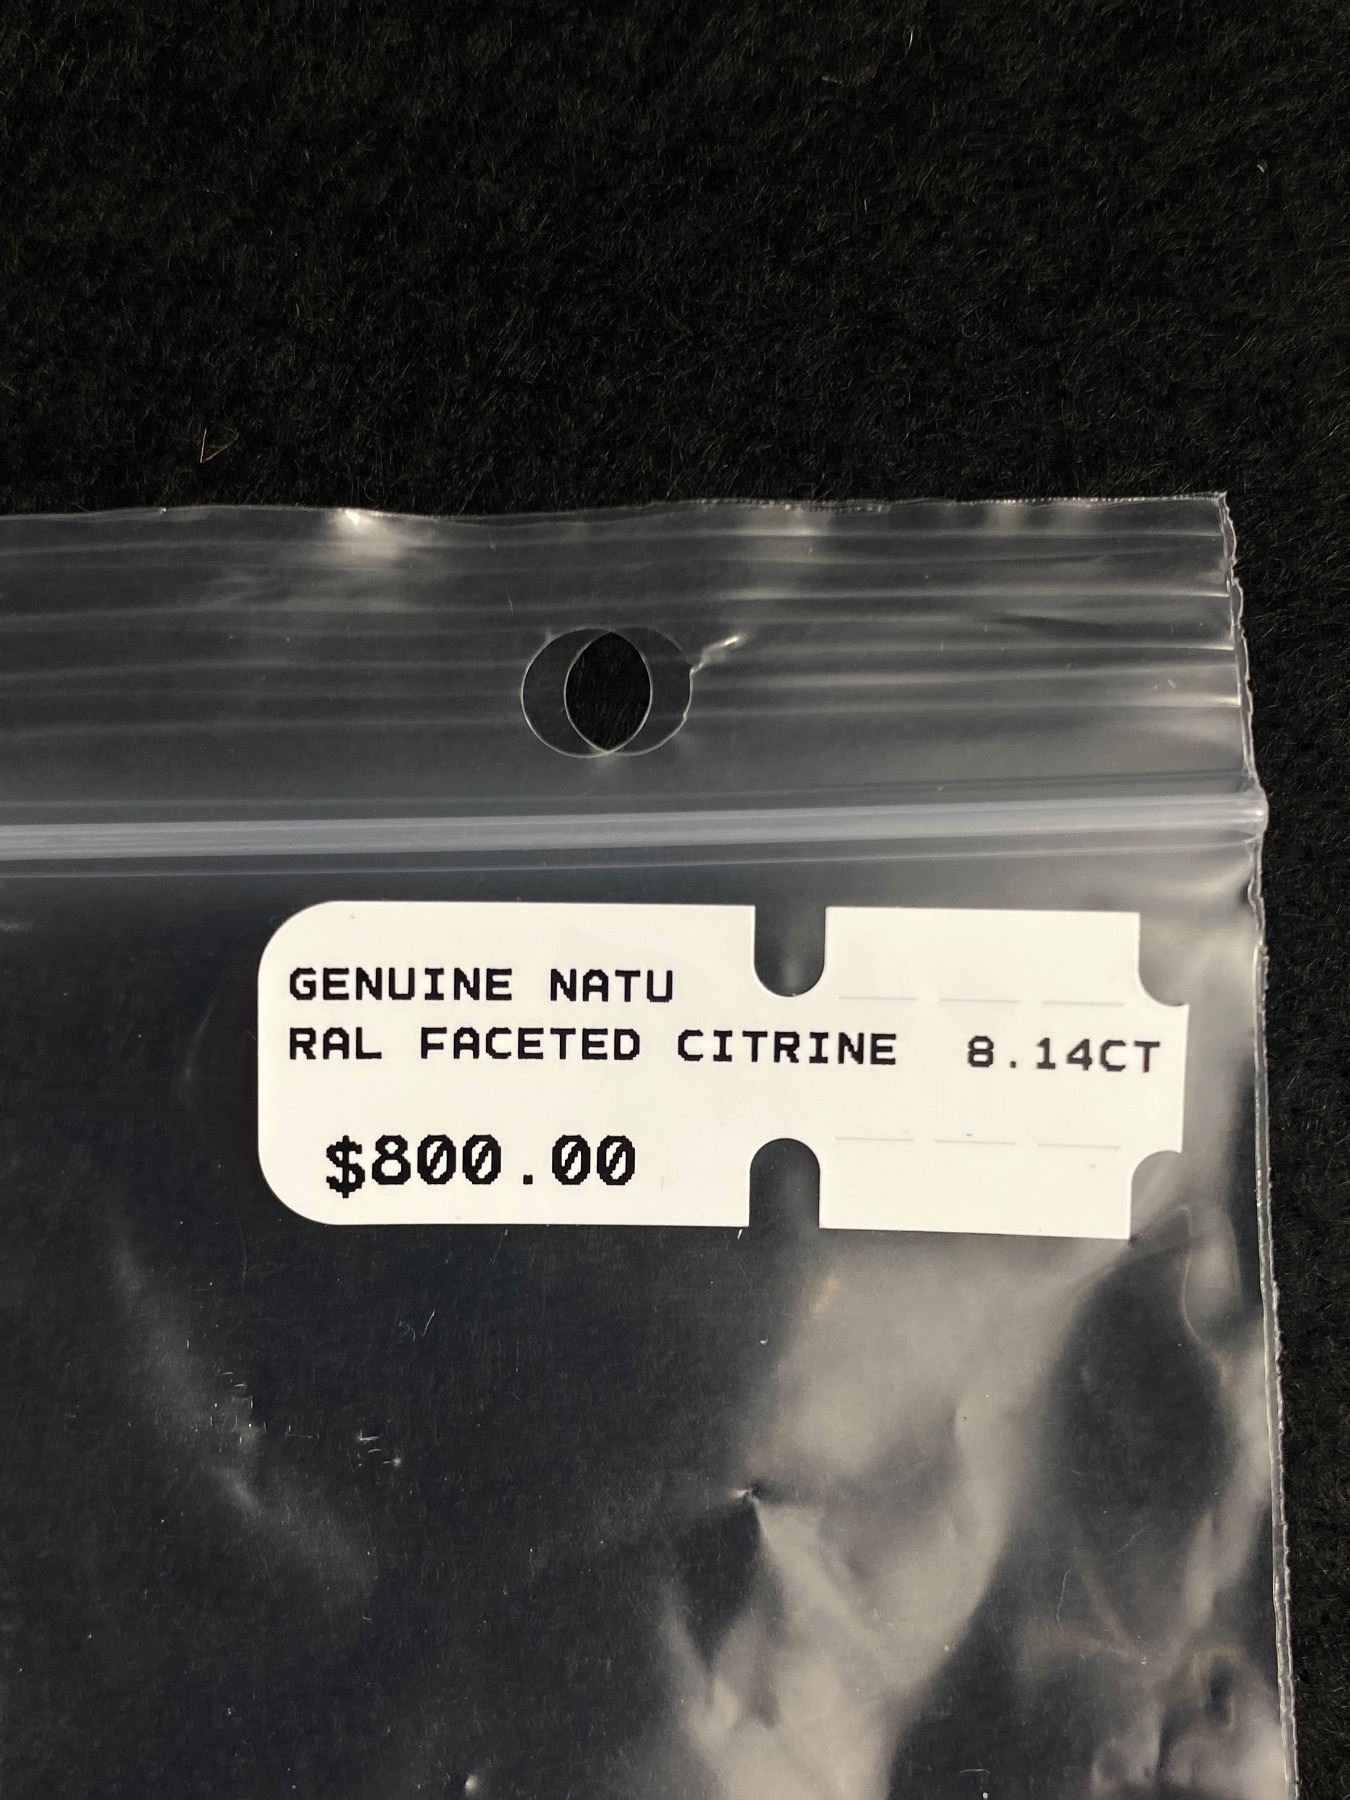 GENUINE NATU
RAL FACETED CITRINE 8.14CT
$800.00